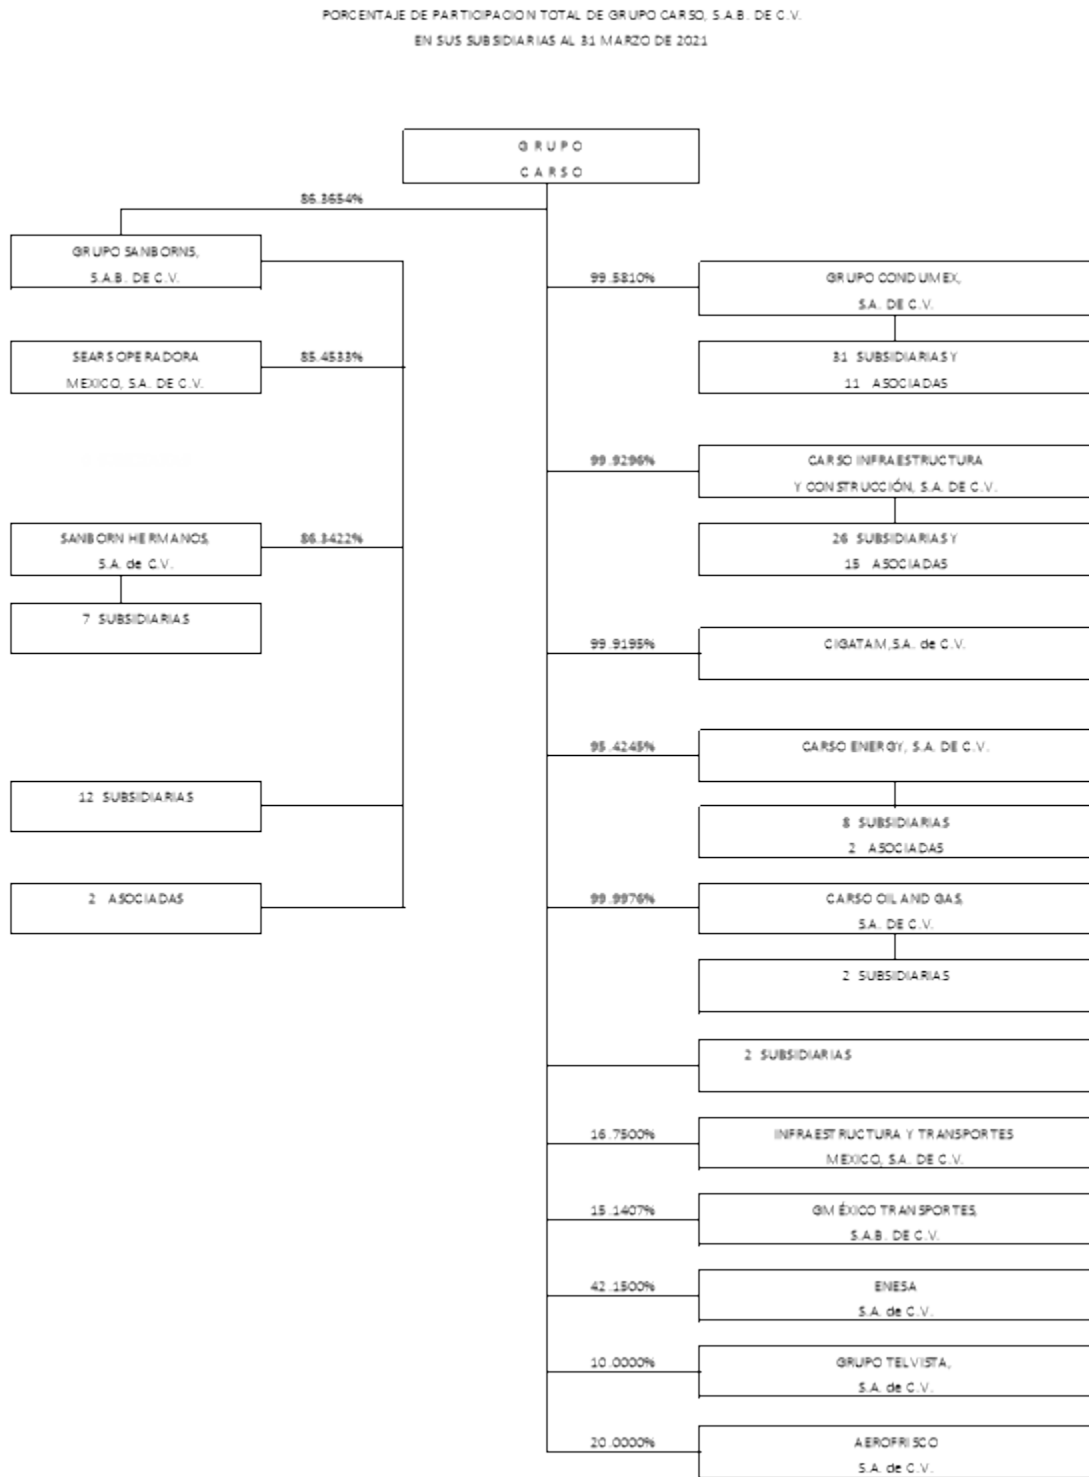 PORCENTAJE DE PARTICIPACION TOTAL DE GRUPO CARSO, S.A.B. DE C.V.
EN SUS SUBSIDIARIAS AL 31 MARZO DE 2021
G R U P O
C A R S O
86.3654%
GRUPO SANBORNS,
S.A.B. DE C.V.
SEARS OPERADORA
MEXICO, S.A. DE C.V.
85.4533%
SANBORN HERMANOS,
S.A. de C.V.
86.3422%
7 SUBSIDIARIAS
12 SUBSIDIARIAS
2 ASOCIADAS
99.5810%
GRUPO CONDUMEX,
S.A. DE C.V.
31 SUBSIDIARIAS Y
11 ASOCIADAS
99.9296%
CARSO INFRAESTRUCTURA
Y CONSTRUCCIÓN, S.A. DE C.V.
26 SUBSIDIARIAS Y
15 ASOCIADAS
99.9195%
CIGATAM, S.A. de C.V.
95.4245%
CARSO ENERGY, S.A. DE C.V.
8 SUBSIDIARIAS
2 ASOCIADAS
99.9976%
CARSO OIL AND GAS,
S.A. DE C.V.
2 SUBSIDIARIAS
2 SUBSIDIARIAS
16.7500%
INFRAESTRUCTURA Y TRANSPORTES
MEXICO, S.A. DE C.V.
15.1407%
GMÉXICO TRANSPORTES,
S.A.B. DE C.V.
42.1500%
ENESA
S.A. de C.V.
10.0000%
GRUPO TELVISTA,
S.A. de C.V.
20.0000%
AEROFRISCO
S.A. de C.V.